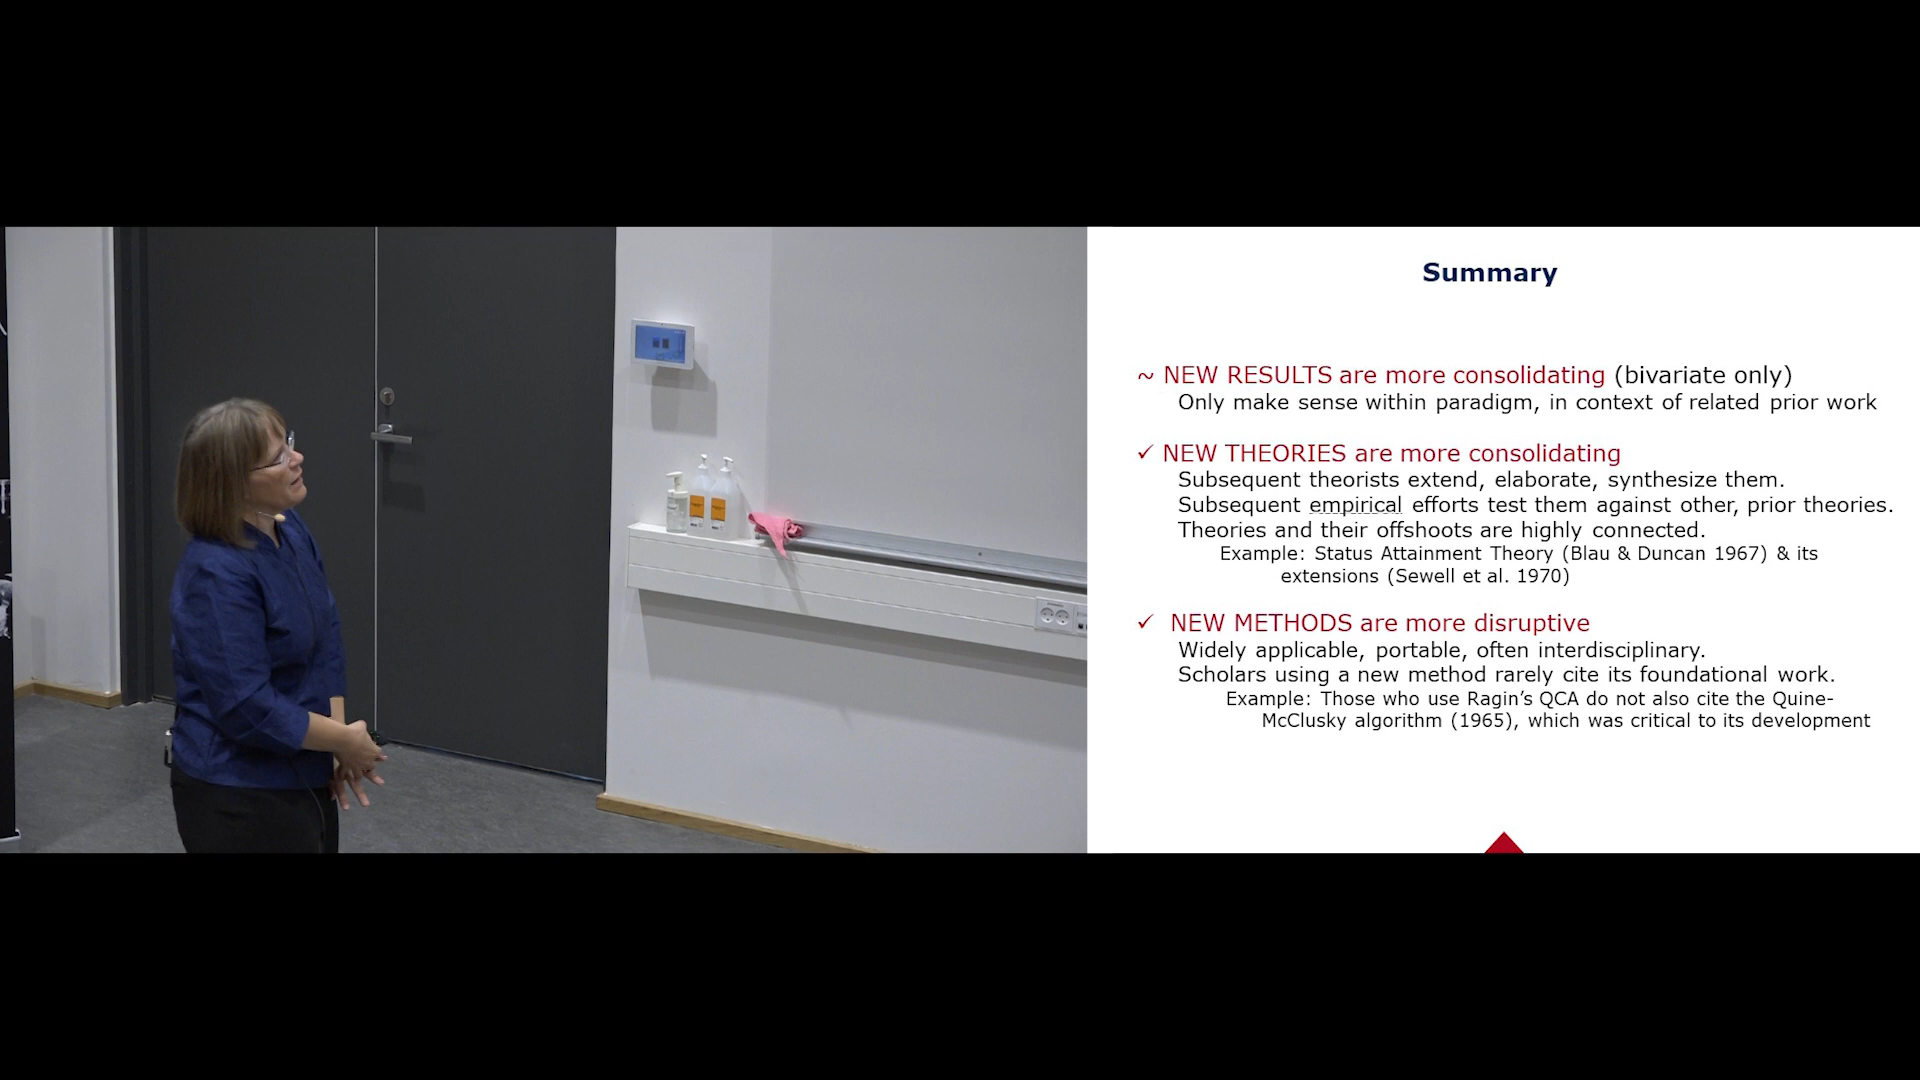 Summary
~ NEW RESULTS are more consolidating (bivariate only)
Only make sense within paradigm, in context of related prior work
✓ NEW THEORIES are more consolidating
Subsequent theorists extend, elaborate, synthesize them.
Subsequent empirical efforts test them against other, prior theories.
Theories and their offshoots are highly connected.
Example: Status Attainment Theory (Blau & Duncan 1967) & its
extensions (Sewell et al. 1970)
✓ NEW METHODS are more disruptive
Widely applicable, portable, often interdisciplinary.
Scholars using a new method rarely cite its foundational work.
Example: Those who use Ragin’s QCA do not also cite the Quine-
McClusky algorithm (1965), which was critical to its development